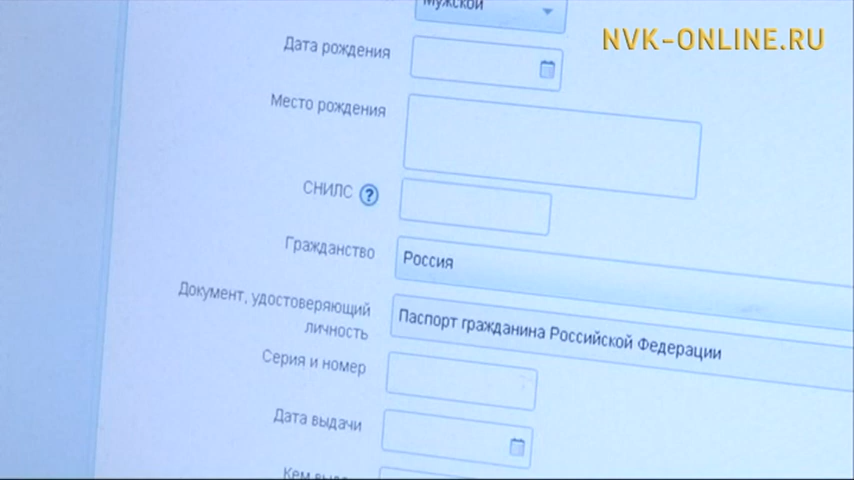 Мужской
NVK-ONLINE.RU
Дата рождения
Место рождения
СНИЛС ?
Гражданство
Россия
Документ, удостоверяющий
личность
Паспорт гражданина Российской Федерации
Серия и номер
Дата выдачи
Кем